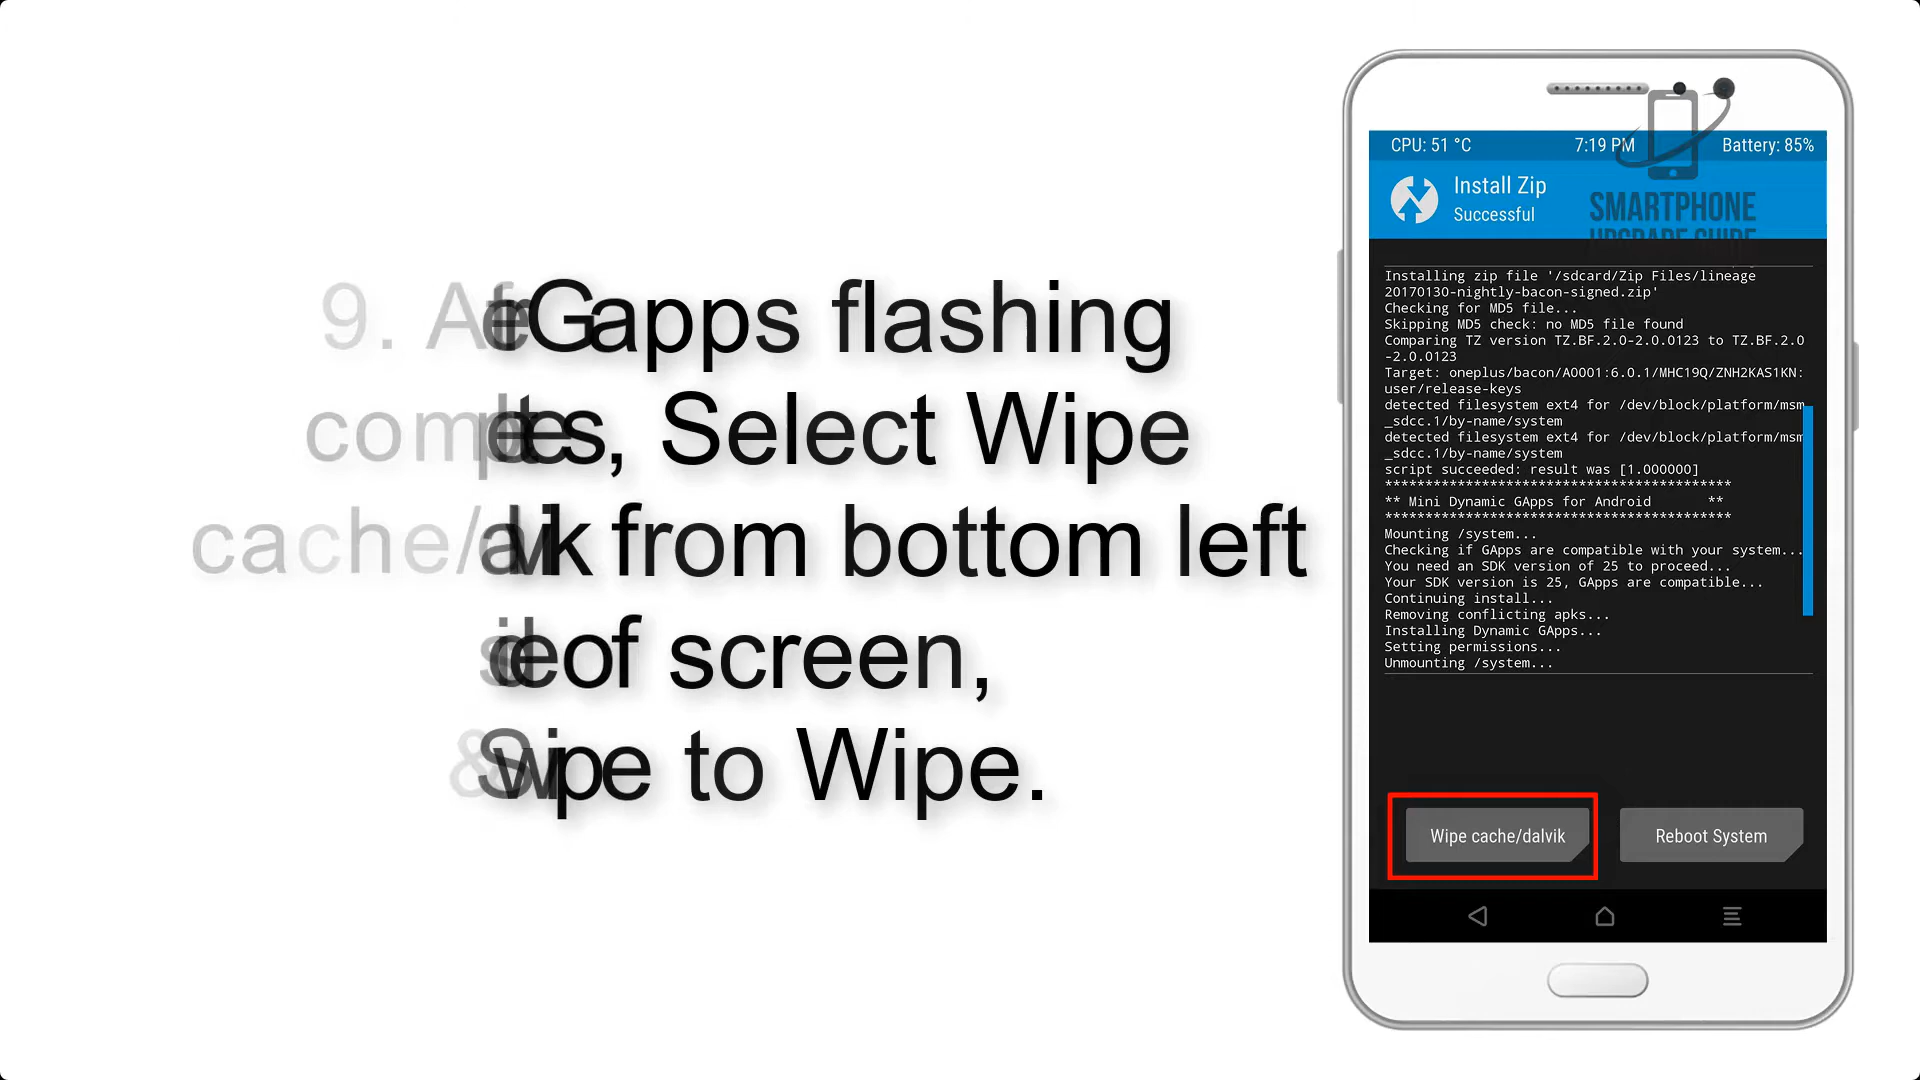 9. After Gapps flashing
completes, Select Wipe
cache/dalvik from bottom left
side of screen,
& Swipe to Wipe.
CPU: 51 °C 7:19 PM Battery: 85%
Install Zip
Successful
SMARTPHONE
UPGRADE GUIDE
Installing zip file '/sdcard/Zip Files/lineage
20170130-nightly-bacon-signed.zip'
Checking for MD5 file...
Skipping MD5 check: no MD5 file found
Comparing TZ version TZ.BF.2.0-2.0.0123 to TZ.BF.2.0
-2.0.0123
Target: oneplus/bacon/A0001:6.0.1/MHC19Q/ZNH2KAS1KN:
user/release-keys
detected filesystem ext4 for /dev/block/platform/msm
_sdcc.1/by-name/system
detected filesystem ext4 for /dev/block/platform/msm
_sdcc.1/by-name/system
script succeeded: result was [1.000000]
******************************************
** Mini Dynamic GApps for Android **
******************************************
Mounting /system...
Checking if GApps are compatible with your system...
You need an SDK version of 25 to proceed...
Your SDK version is 25, GApps are compatible...
Continuing install...
Removing conflicting apks...
Installing Dynamic GApps...
Setting permissions...
Unmounting /system...
Wipe cache/dalvik Reboot System